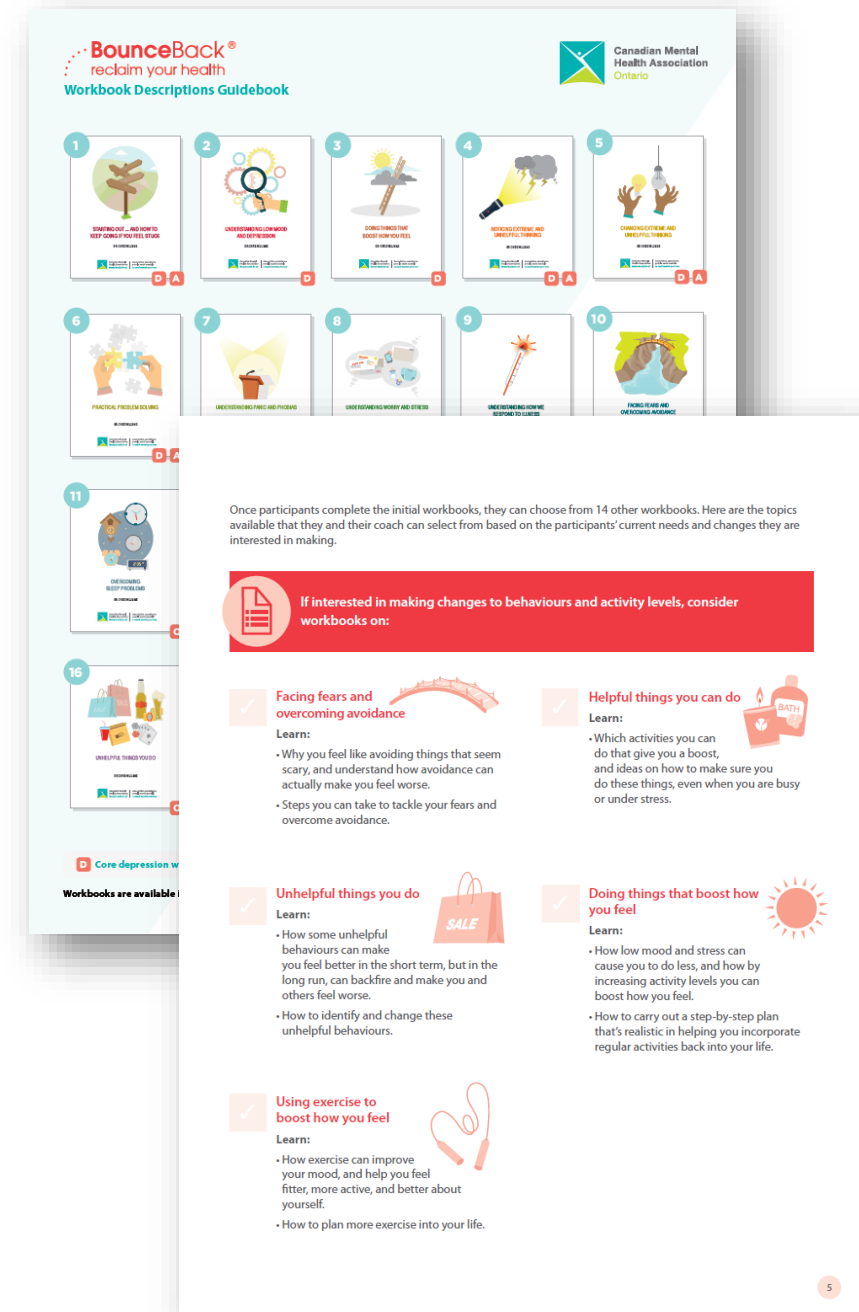 BounceBack®
reclaim your health
Workbook Descriptions Guidebook
Canadian Mental
Health Association
Ontario
1
STARTING OUT ... AND HOW TO
KEEP GOING IF YOU FEEL STUCK
D A
2
UNDERSTANDING LOW MOOD
AND DEPRESSION
D
3
DOING THINGS THAT
BOOST HOW YOU FEEL
D
4
NOTICING EXTREME AND
UNHELPFUL THINKING
D A
5
CHANGING EXTREME AND
UNHELPFUL THINKING
D A
6
PRACTICAL PROBLEM SOLVING
D A
7
UNDERSTANDING PANIC AND PHOBIAS
8
UNDERSTANDING WORRY AND STRESS
9
UNDERSTANDING HOW WE
RESPOND TO ILLNESS
10
FACING FEARS AND
OVERCOMING AVOIDANCE
11
OVERCOMING
SLEEP PROBLEMS
16
UNHELPFUL THINGS YOU DO
D Core depression w
Workbooks are available
Once participants complete the initial workbooks, they can choose from 14 other workbooks. Here are the topics
available that they and their coach can select from based on the participants' current needs and changes they are
interested in making.
If interested in making changes to behaviours and activity levels, consider
workbooks on:
Facing fears and
overcoming avoidance
Learn:
• Why you feel like avoiding things that seem
scary, and understand how avoidance can
actually make you feel worse.
• Steps you can take to tackle your fears and
overcome avoidance.
Helpful things you can do
BATH
Learn:
• Which activities you can
do that give you a boost,
and ideas on how to make sure you
do these things, even when you are busy
or under stress.
Unhelpful things you do
SALE
Learn:
• How some unhelpful
behaviours can make
you feel better in the short term, but in the
long run, can backfire and make you and
others feel worse.
• How to identify and change these
unhelpful behaviours.
Doing things that boost how
you feel
Learn:
• How low mood and stress can
cause you to do less, and how by
increasing activity levels you can
boost how you feel.
• How to carry out a step-by-step plan
that's realistic in helping you incorporate
regular activities back into your life.
Using exercise to
boost how you feel
Learn:
• How exercise can improve
your mood, and help you feel
fitter, more active, and better about
yourself.
• How to plan more exercise into your life.
5